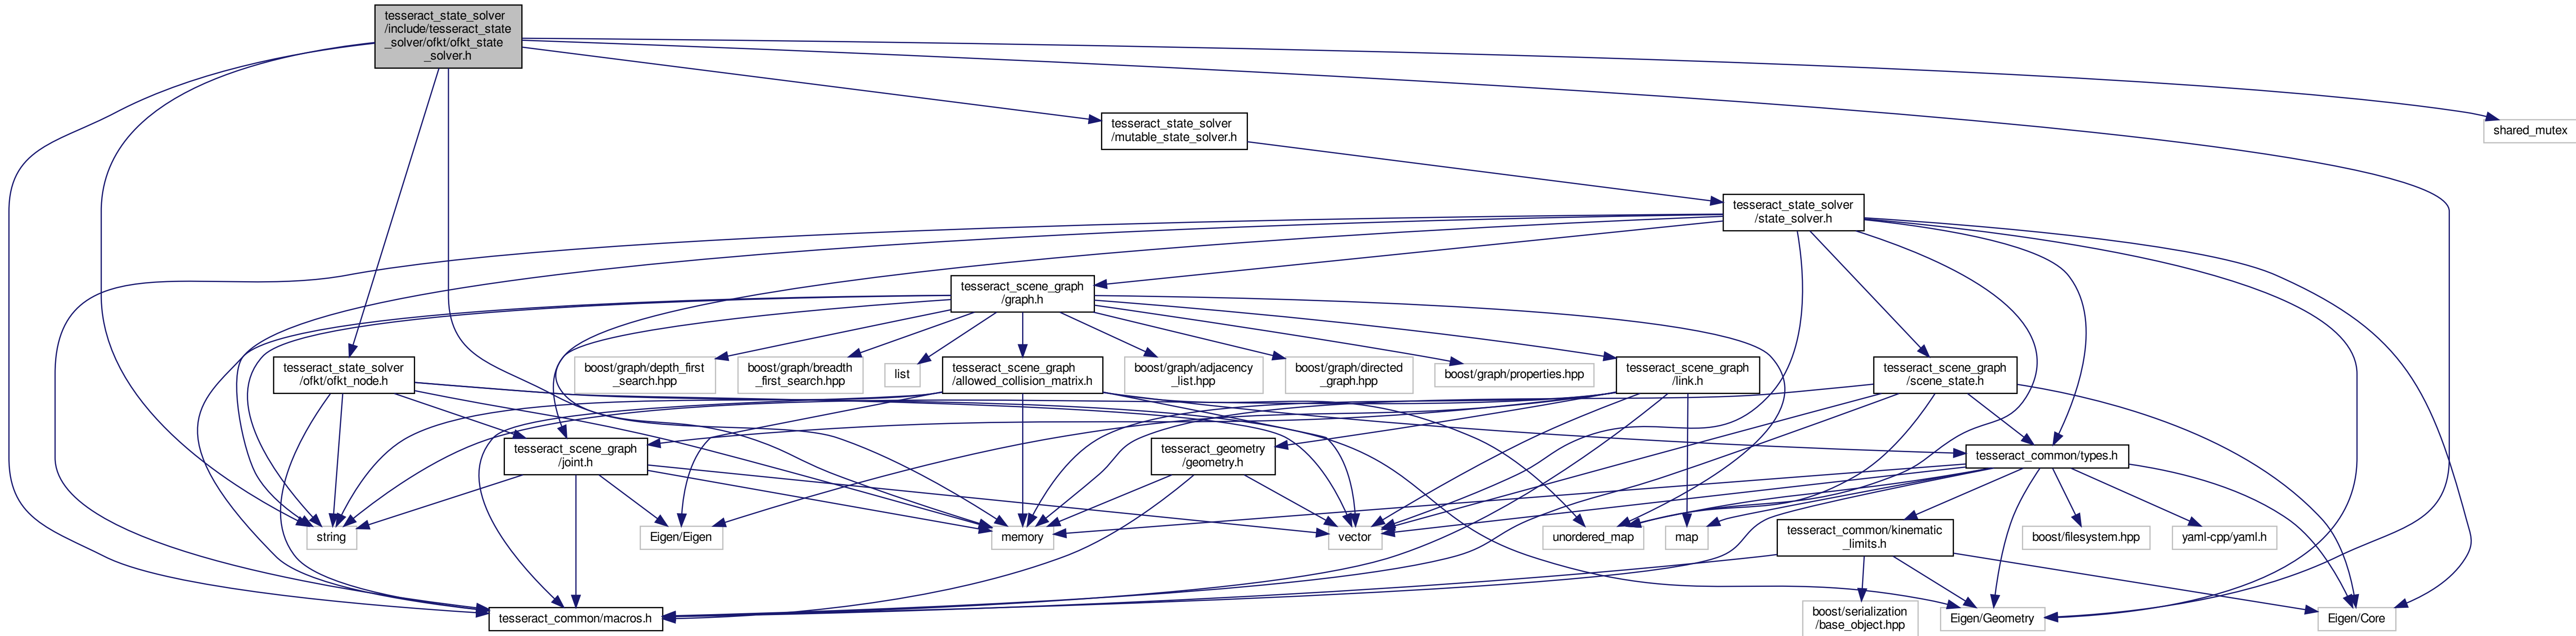 tesseract_state_solver
/include/tesseract_state
_solver/ofkt/ofkt_state
_solver.h
tesseract_state_solver
/mutable_state_solver.h
shared_mutex
tesseract_state_solver
/state_solver.h
tesseract_scene_graph
/graph.h
tesseract_state_solver
/ofkt/ofkt_node.h
boost/graph/depth_first
_search.hpp
boost/graph/breadth
_first_search.hpp
list
tesseract_scene_graph
/allowed_collision_matrix.h
boost/graph/adjacency
_list.hpp
boost/graph/directed
_graph.hpp
boost/graph/properties.hpp
tesseract_scene_graph
/link.h
tesseract_scene_graph
/scene_state.h
tesseract_scene_graph
/joint.h
tesseract_geometry
/geometry.h
tesseract_common/types.h
string
Eigen/Eigen
memory
vector
unordered_map
map
tesseract_common/kinematic
_limits.h
boost/filesystem.hpp
yaml-cpp/yaml.h
tesseract_common/macros.h
boost/serialization
/base_object.hpp
Eigen/Geometry
Eigen/Core